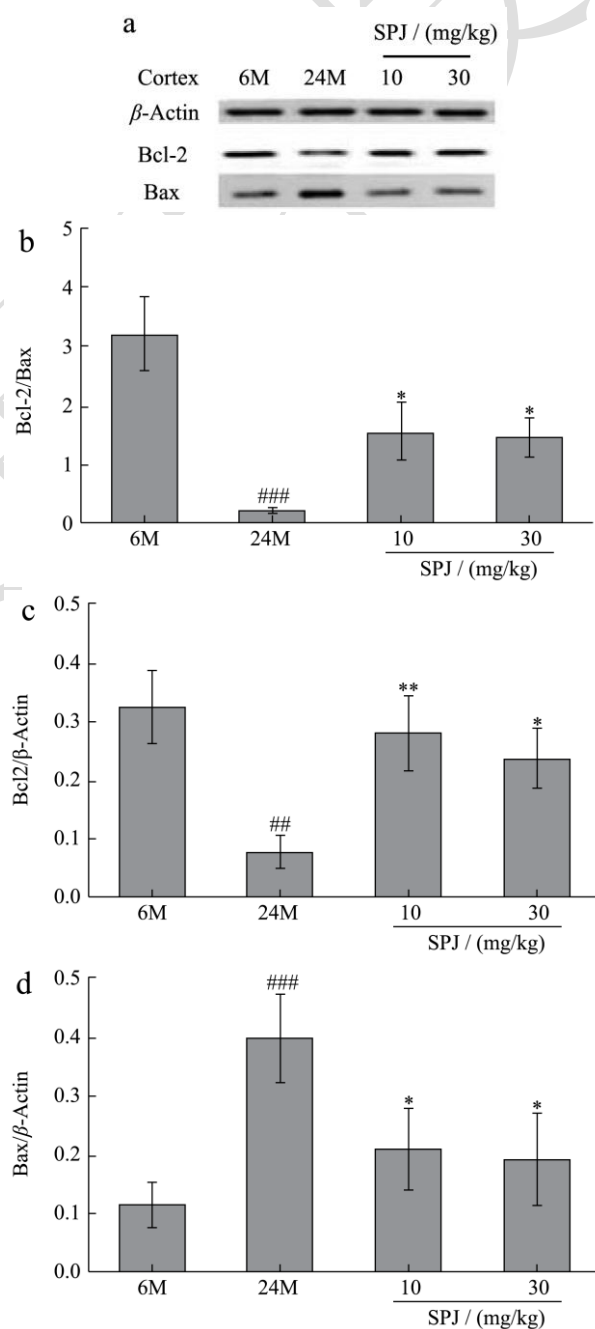 a
SPJ / (mg/kg)
Cortex 6M 24M 10 30
β-Actin
Bcl-2
Bax
b
5
4
3
2
1
0
Bcl-2/Bax
###
*
*
6M 24M 10 30
SPJ / (mg/kg)
c
0.5
0.4
0.3
0.2
0.1
0.0
Bcl2/β-Actin
##
**
*
6M 24M 10 30
SPJ / (mg/kg)
d
0.5
0.4
0.3
0.2
0.1
0.0
Bax/β-Actin
###
*
*
6M 24M 10 30
SPJ / (mg/kg)